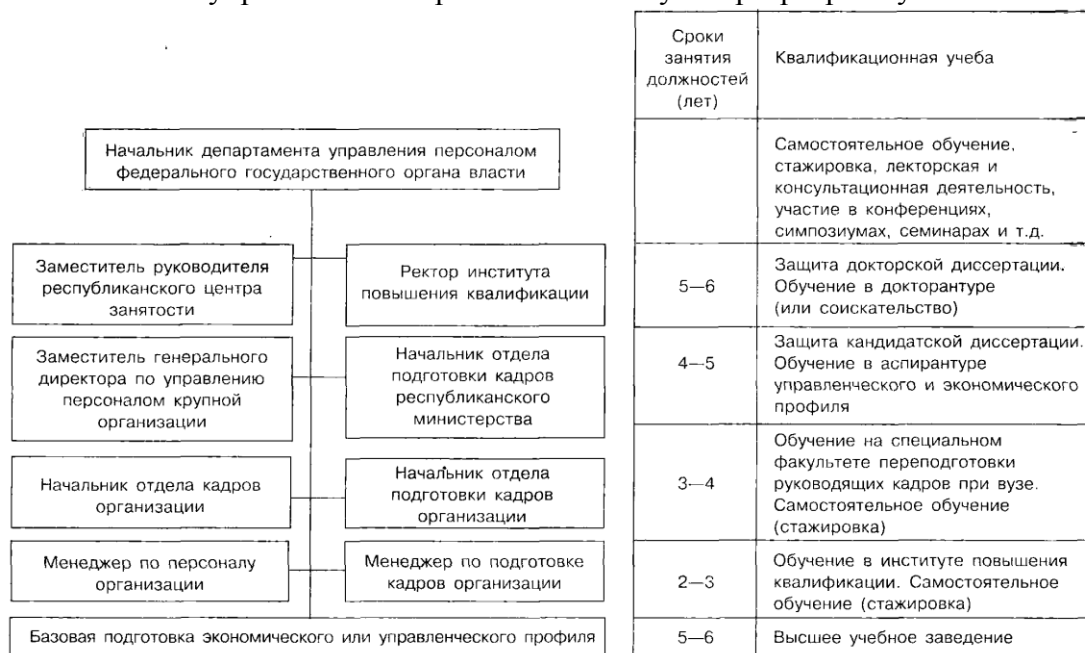 Сроки
занятия
должностей
(лет)
Квалификационная учеба
Начальник департамента управления персоналом
федерального государственного органа власти
Самостоятельное обучение,
стажировка, лекторская и
консультационная деятельность,
участие в конференциях,
симпозиумах, семинарах и т.д.
Заместитель руководителя
республиканского центра
занятости
Ректор института
повышения квалификации
5—6
Защита докторской диссертации.
Обучение в докторантуре
(или соискательство)
Заместитель генерального
директора по управлению
персоналом крупной
организации
Начальник отдела
подготовки кадров
республиканского
министерства
4—5
Защита кандидатской диссертации.
Обучение в аспирантуре
управленческого и экономического
профиля
Начальник отдела кадров
организации
Начальник отдела
подготовки кадров
организации
3—4
Обучение на специальном
факультете переподготовки
руководящих кадров при вузе.
Самостоятельное обучение
(стажировка)
Менеджер по персоналу
организации
Менеджер по подготовке
кадров организации
2—3
Обучение в институте повышения
квалификации. Самостоятельное
обучение (стажировка)
Базовая подготовка экономического или управленческого профиля
5—6
Высшее учебное заведение